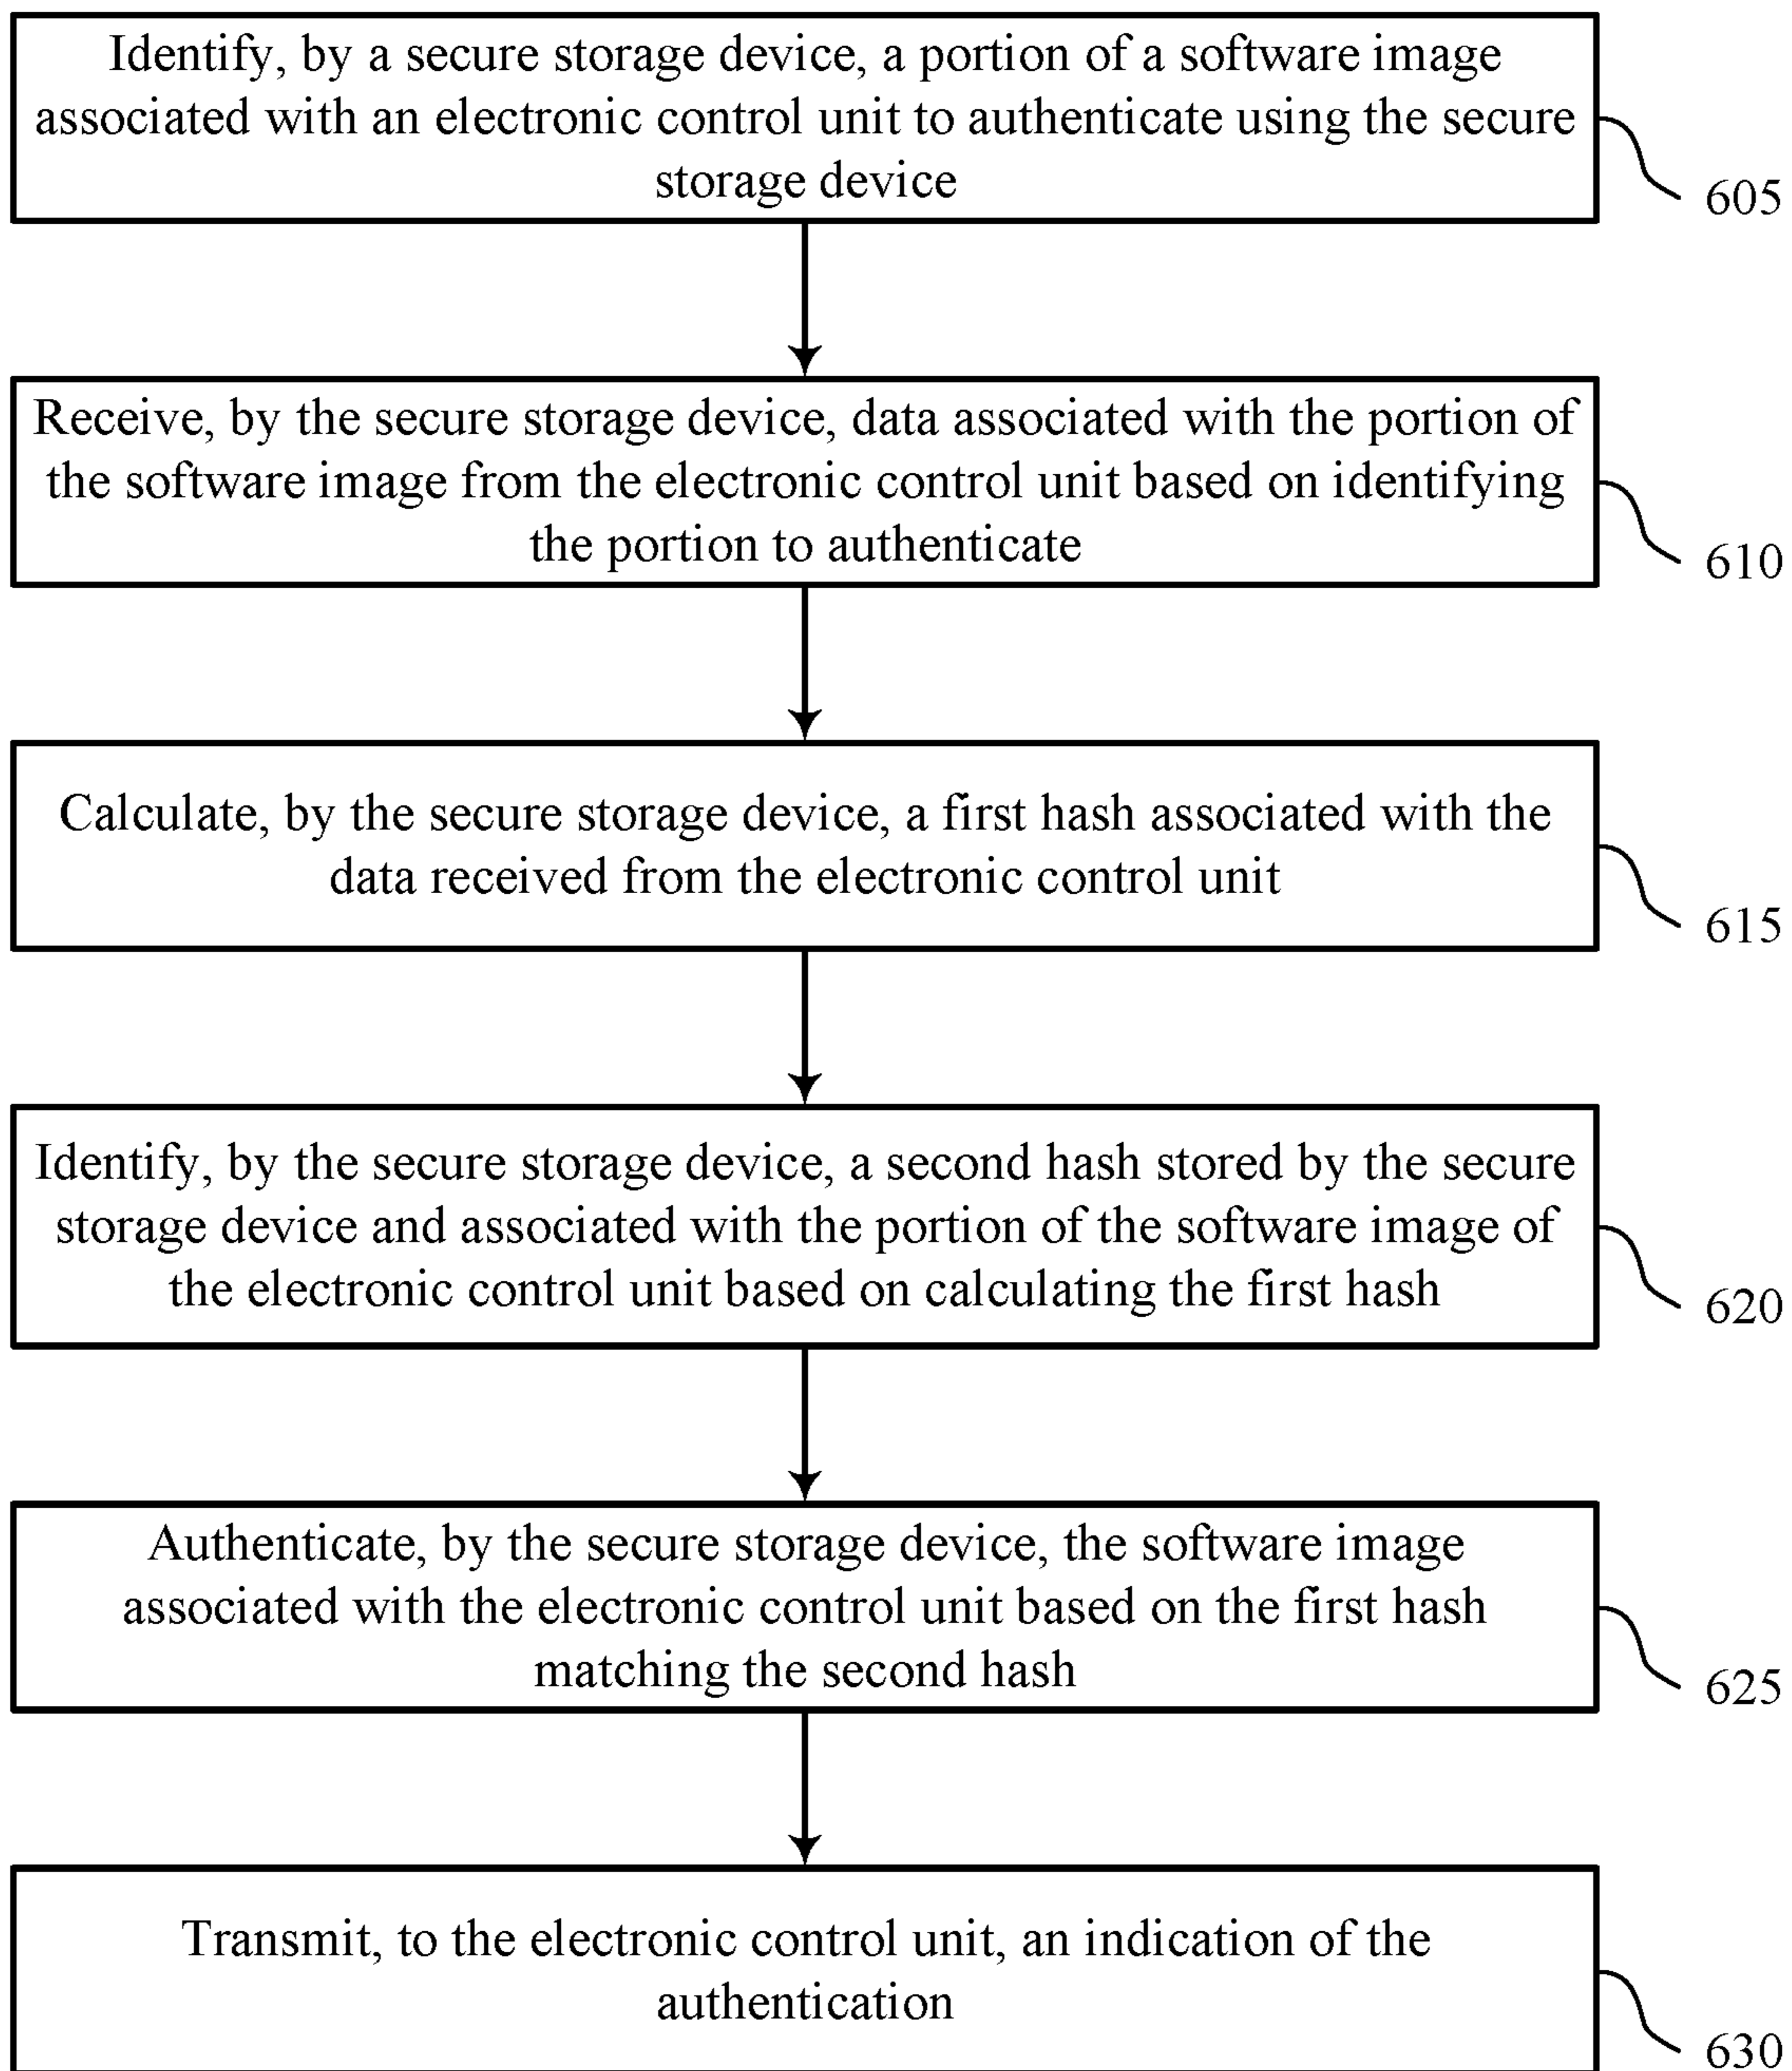 Identify, by a secure storage device, a portion of a software image
associated with an electronic control unit to authenticate using the secure
storage device
605
Receive, by the secure storage device, data associated with the portion of
the software image from the electronic control unit based on identifying
the portion to authenticate
610
Calculate, by the secure storage device, a first hash associated with the
data received from the electronic control unit
615
Identify, by the secure storage device, a second hash stored by the secure
storage device and associated with the portion of the software image of
the electronic control unit based on calculating the first hash
620
Authenticate, by the secure storage device, the software image
associated with the electronic control unit based on the first hash
matching the second hash
625
Transmit, to the electronic control unit, an indication of the
authentication
630